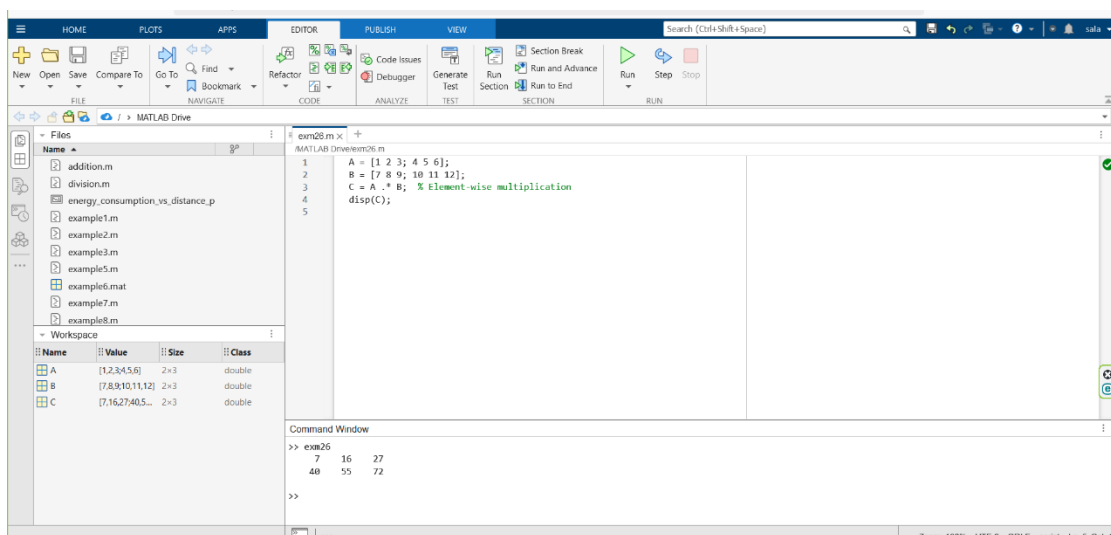 HOME PLOTS APPS EDITOR PUBLISH VIEW Search (Ctrl+Shift+Space) sala
New Open Save Compare To Go To Find Bookmark Refactor Code Issues Debugger Generate Test Run Section Section Break Run and Advance Run to End Run Step Stop
FILE NAVIGATE CODE ANALYZE TEST SECTION RUN
/ › MATLAB Drive
Files
Name
addition.m
division.m
energy_consumption_vs_distance_p
example1.m
example2.m
example3.m
example5.m
example6.mat
example7.m
example8.m
Workspace
Name Value Size Class
A [1,2,3;4,5,6] 2×3 double
B [7,8,9;10,11,12] 2×3 double
C [7,16,27;40,5... 2×3 double
exm26.m × +
/MATLAB Drive/exm26.m
1 A = [1 2 3; 4 5 6];
2 B = [7 8 9; 10 11 12];
3 C = A .* B; % Element-wise multiplication
4 disp(C);
5
Command Window
>> exm26
7 16 27
40 55 72
>>